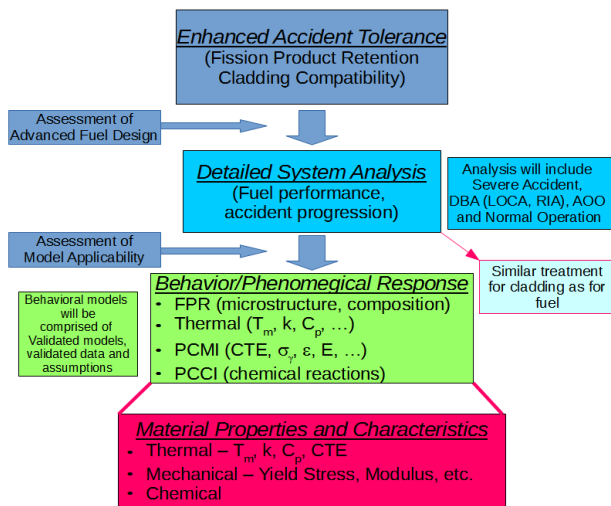 Enhanced Accident Tolerance
(Fission Product Retention
Cladding Compatibility)
Assessment of
Advanced Fuel Design
Detailed System Analysis
(Fuel performance,
accident progression)
Analysis will include
Severe Accident,
DBA (LOCA, RIA), AOO
and Normal Operation
Assessment of
Model Applicability
Similar treatment
for cladding as for
fuel
Behavior/Phenomeqical Response
• FPR (microstructure, composition)
• Thermal (Tm, k, Cp, ...)
• PCMI (CTE, σγ, ε, E, ...)
• PCCI (chemical reactions)
Behavioral models
will be
comprised of
Validated models,
validated data and
assumptions
Material Properties and Characteristics
• Thermal – Tm, k, Cp, CTE
• Mechanical – Yield Stress, Modulus, etc.
• Chemical